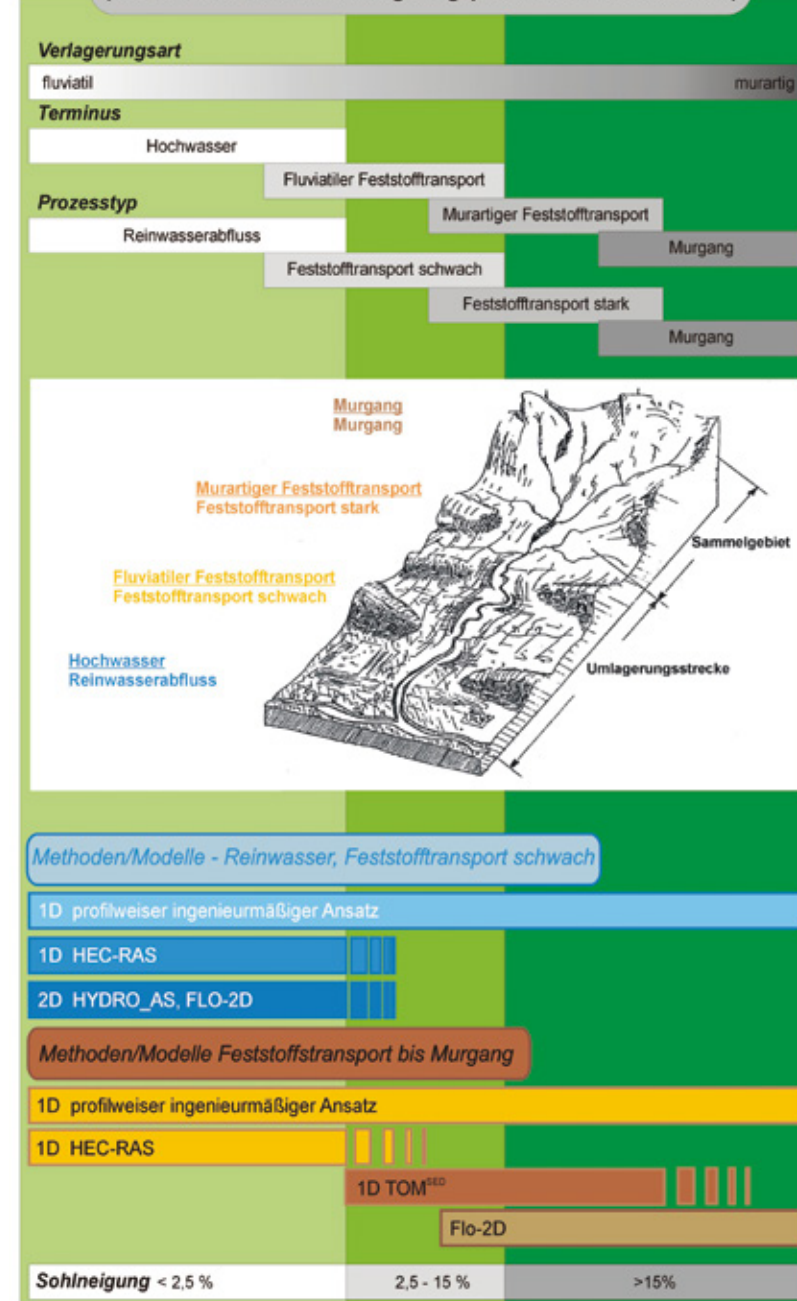 Verlagerungsart
fluviatil murartig
Terminus
Hochwasser
Fluviatiler Feststofftransport
Prozesstyp
Murartiger Feststofftransport
Reinwasserabfluss
Murgang
Feststofftransport schwach
Feststofftransport stark
Murgang
Murgang
Murgang
Murartiger Feststofftransport
Feststofftransport stark
Sammelgebiet
Fluviatiler Feststofftransport
Feststofftransport schwach
Hochwasser
Reinwasserabfluss
Umlagerungsstrecke
Methoden/Modelle - Reinwasser, Feststofftransport schwach
1D profilweiser ingenieurmäßiger Ansatz
1D HEC-RAS
2D HYDRO_AS, FLO-2D
Methoden/Modelle Feststoffstransport bis Murgang
1D profilweiser ingenieurmäßiger Ansatz
1D HEC-RAS
1D TOMSED
Flo-2D
Sohlneigung < 2,5 % 2,5 - 15 % >15%